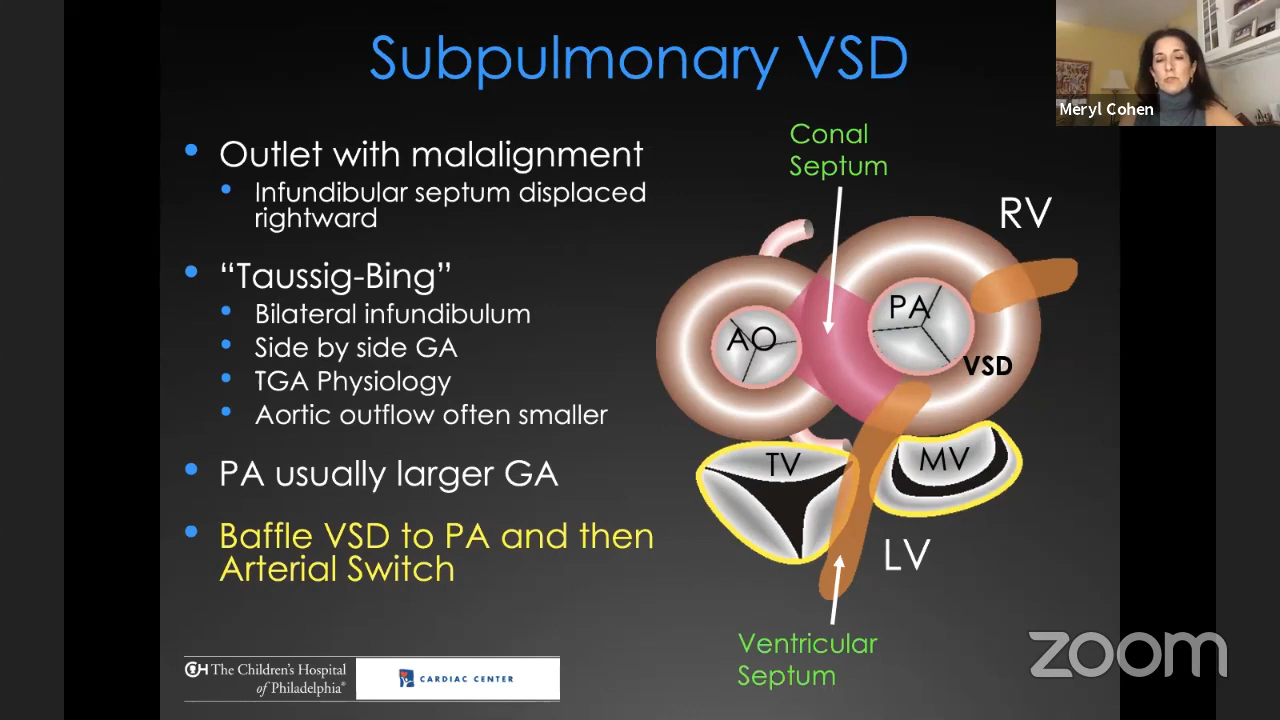 Subpulmonary VSD
Meryl Cohen
Outlet with malalignment
Infundibular septum displaced
rightward
“Taussig-Bing”
Bilateral infundibulum
Side by side GA
TGA Physiology
Aortic outflow often smaller
PA usually larger GA
Baffle VSD to PA and then
Arterial Switch
Conal
Septum
RV
PA
AO
VSD
TV
MV
LV
Ventricular
Septum
CH The Children's Hospital
of Philadelphia®
CARDIAC CENTER
zoom